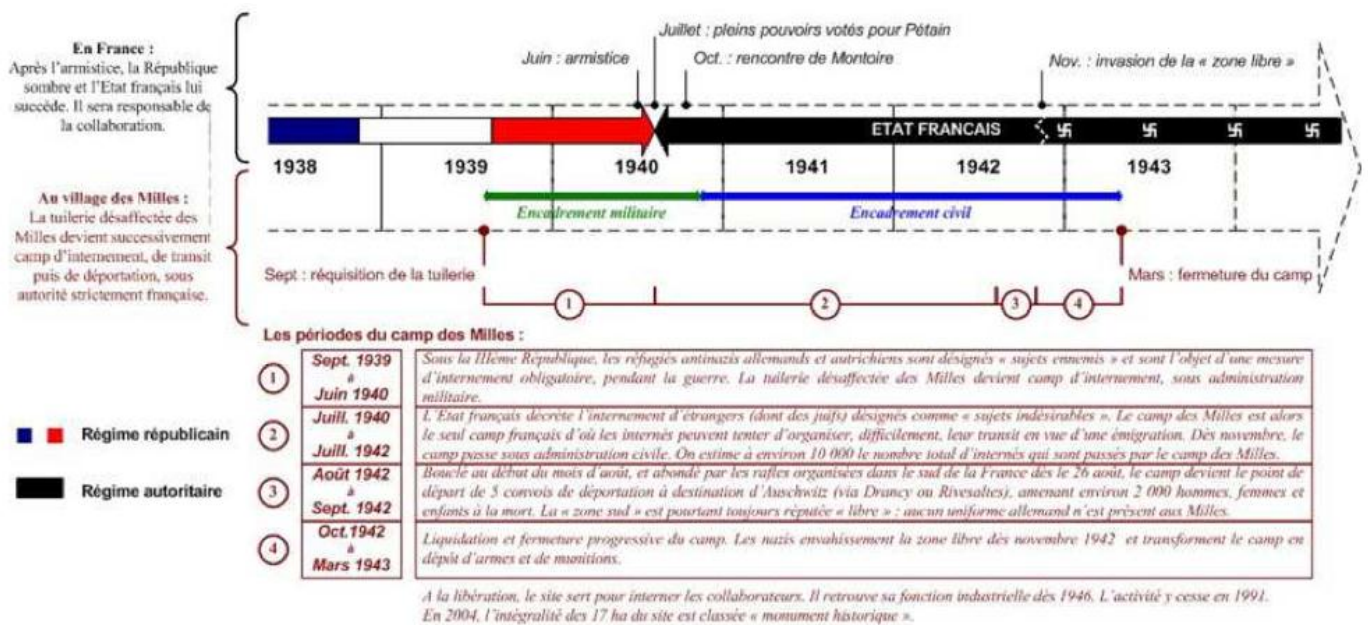 En France :
Après l'armistice, la République
sombre et l'Etat français lui
succède. Il sera responsable de
la collaboration.
Juillet : pleins pouvoirs votés pour Pétain
Juin : armistice
Oct. : rencontre de Montoire
Nov. : invasion de la « zone libre »
ETAT FRANCAIS
1938
1939
1940
1941
1942
1943
Au village des Milles :
La tuilerie désaffectée des
Milles devient successivement
camp d'internement, de transit
puis de déportation, sous
autorité strictement française.
Encadrement militaire
Encadrement civil
Sept : réquisition de la tuilerie
Mars : fermeture du camp
1
2
3
4
Les périodes du camp des Milles :
1
Sept. 1939
à
Juin 1940
Sous la IIIème République, les réfugiés antinazis allemands et autrichiens sont désignés « sujets ennemis » et sont l'objet d'une mesure
d'internement obligatoire, pendant la guerre. La tuilerie désaffectée des Milles devient camp d'internement, sous administration
militaire.
2
Juill. 1940
à
Juill. 1942
L'Etat français décrète l'internement d'étrangers (dont des juifs) désignés comme « sujets indésirables ». Le camp des Milles est alors
le seul camp français d'où les internés peuvent tenter d'organiser, difficilement, leur transit en vue d'une émigration. Dès novembre, le
camp passe sous administration civile. On estime à environ 10 000 le nombre total d'internés qui sont passés par le camp des Milles.
3
Août 1942
à
Sept. 1942
Bouclé au début du mois d'août, et abondé par les rafles organisées dans le sud de la France dès le 26 août, le camp devient le point de
départ de 5 convois de déportation à destination d'Auschwitz (via Drancy ou Rivesaltes), amenant environ 2 000 hommes, femmes et
enfants à la mort. La « zone sud » est pourtant toujours réputée « libre » : aucun uniforme allemand n'est présent aux Milles.
4
Oct.1942
à
Mars 1943
Liquidation et fermeture progressive du camp. Les nazis envahissement la zone libre dès novembre 1942 et transforment le camp en
dépôt d'armes et de munitions.
Régime républicain
Régime autoritaire
A la libération, le site sert pour interner les collaborateurs. Il retrouve sa fonction industrielle dès 1946. L'activité y cesse en 1991.
En 2004, l'intégralité des 17 ha du site est classée « monument historique ».